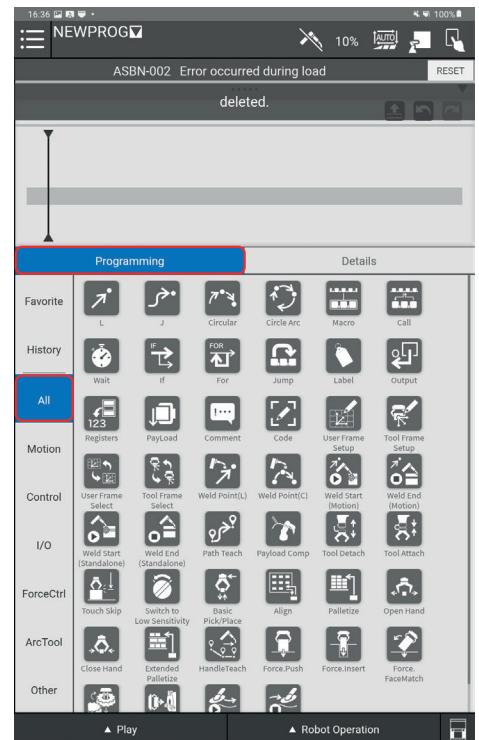 16:36
100%
NEWPROG
10%
AUTO
ASBN-002 Error occurred during load
RESET
deleted.
Programming
Details
Favorite
History
All
Motion
Control
I/O
ForceCtrl
ArcTool
Other
L
J
Circular
Circle Arc
Macro
Call
Wait
IF
If
FOR
For
Jump
Label
Output
123
Registers
PayLoad
Comment
Code
User Frame
Setup
Tool Frame
Setup
User Frame
Select
Tool Frame
Select
Weld Point(L)
Weld Point(C)
Weld Start
(Motion)
Weld End
(Motion)
Weld Start
(Standalone)
Weld End
(Standalone)
Path Teach
Payload Comp
Tool Detach
Tool Attach
Touch Skip
Switch to
Low Sensitivity
Basic
Pick/Place
Align
Palletize
Open Hand
Close Hand
Extended
Palletize
HandleTeach
Force.Push
Force.Insert
Force.
FaceMatch
Play
Robot Operation